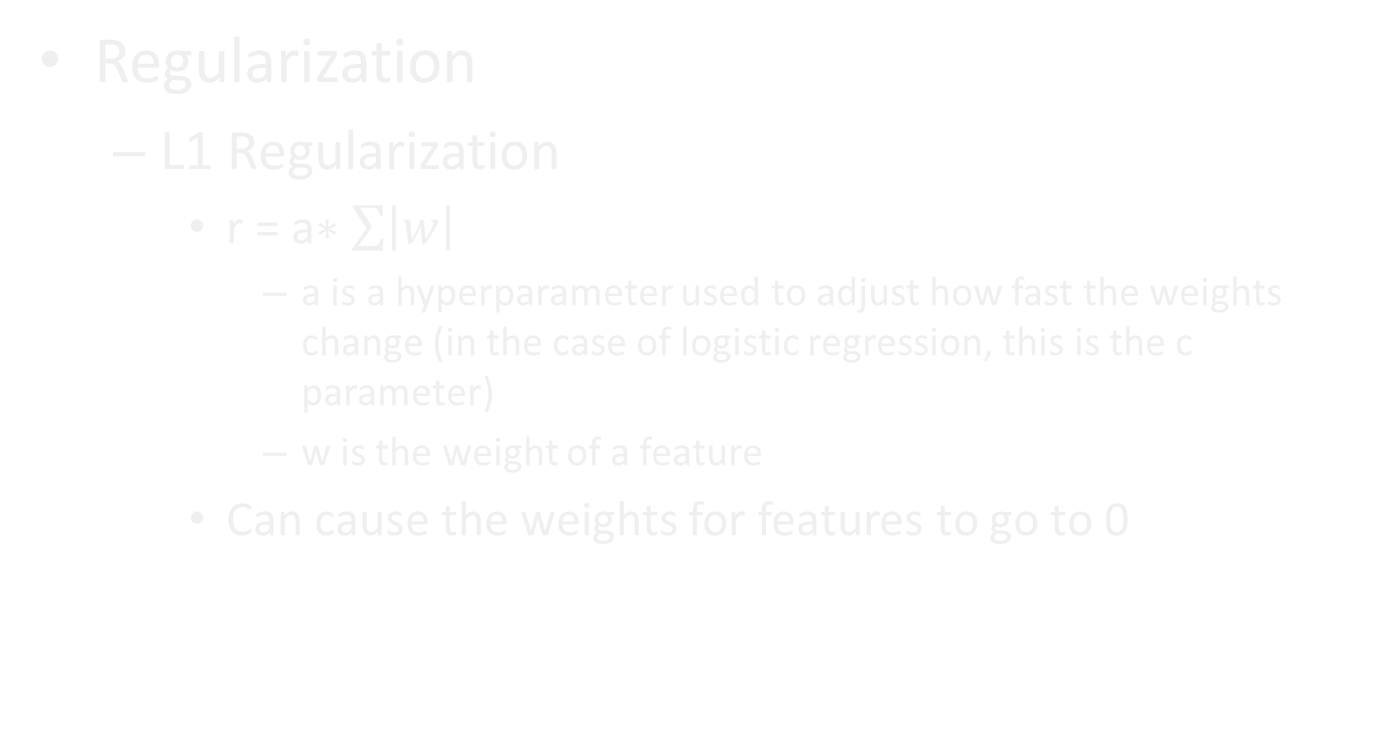 • Regularization
– L1 Regularization
• r = a∗ ∑|w|
– a is a hyperparameter used to adjust how fast the weights
change (in the case of logistic regression, this is the c
parameter)
– w is the weight of a feature
• Can cause the weights for features to go to 0